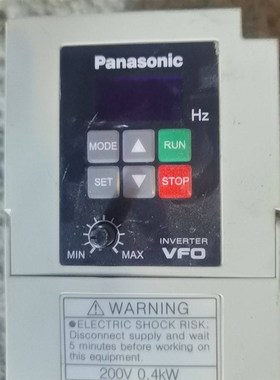 Panasonic
Hz
MODE ▲ RUN
SET ▼ STOP
MIN MAX
INVERTER
VFO
⚠ WARNING
●ELECTRIC SHOCK RISK.
Disconnect supply and wait
5 minutes before working on
this equipment.
200V 0.4kW